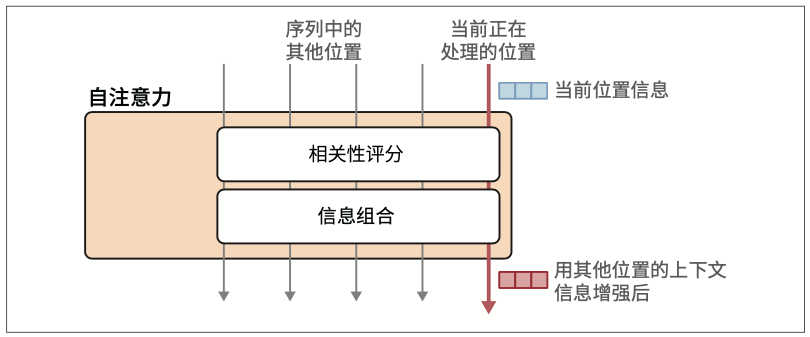 序列中的
其他位置
当前正在
处理的位置
当前位置信息
自注意力
相关性评分
信息组合
用其他位置的上下文
信息增强后